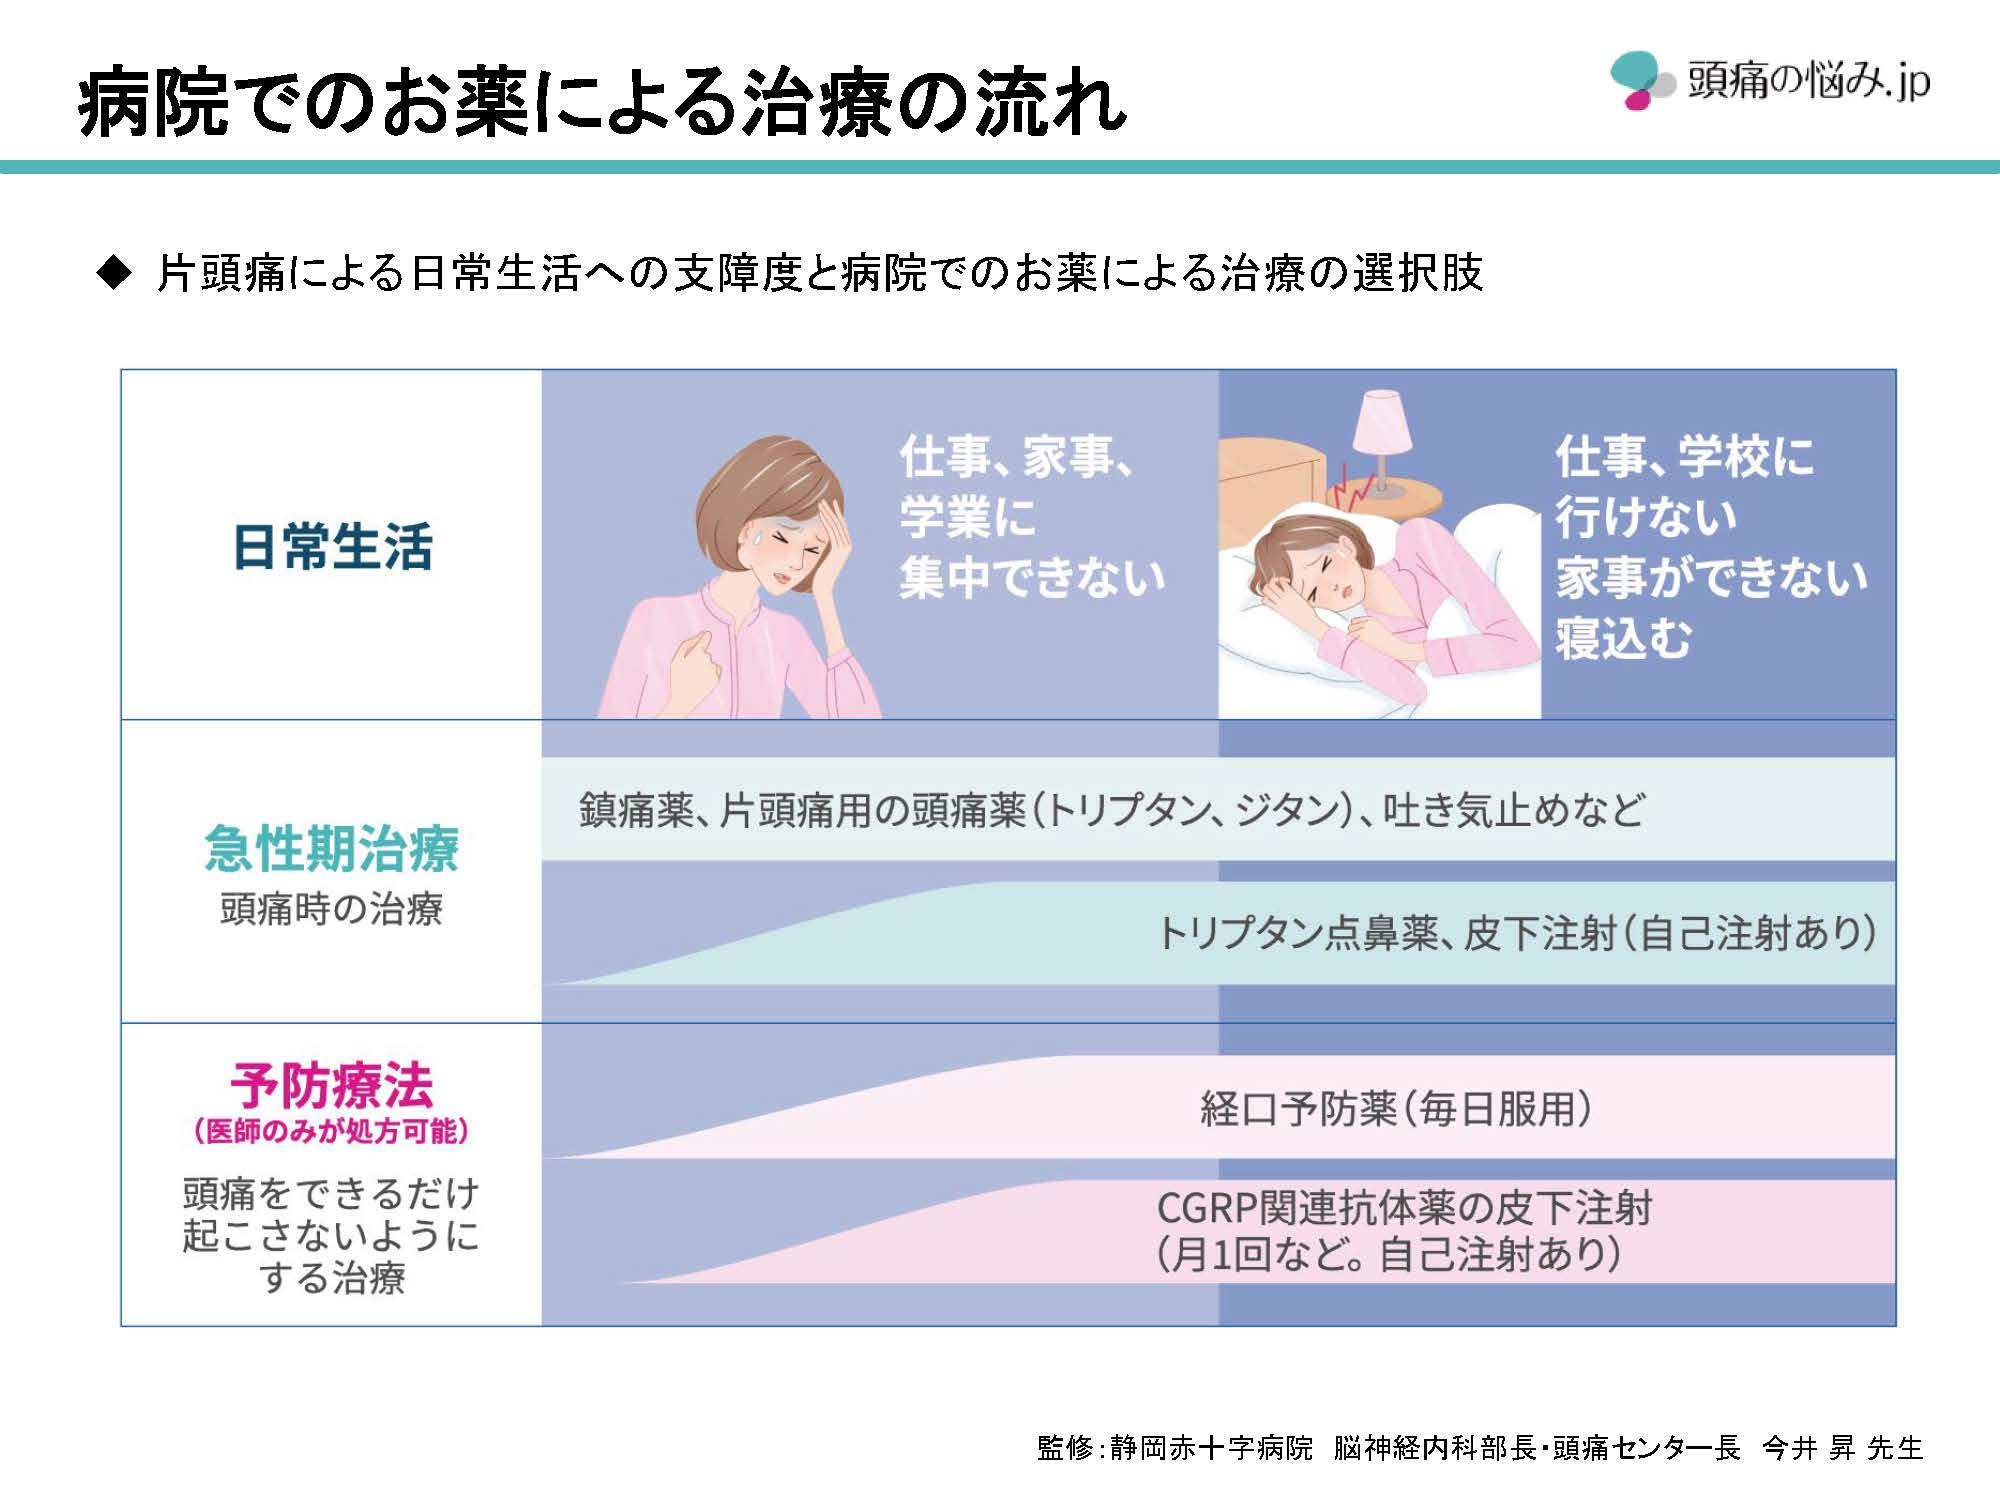 病院でのお薬による治療の流れ
頭痛の悩み.jp
◆ 片頭痛による日常生活への支障度と病院でのお薬による治療の選択肢
日常生活
仕事、家事、
学業に
集中できない
仕事、学校に
行けない
家事ができない
寝込む
急性期治療
頭痛時の治療
鎮痛薬、片頭痛用の頭痛薬（トリプタン、ジタン）、吐き気止めなど
トリプタン点鼻薬、皮下注射（自己注射あり）
予防療法
（医師のみが処方可能）
頭痛をできるだけ
起こさないように
する治療
経口予防薬（毎日服用）
CGRP関連抗体薬の皮下注射
（月1回など。自己注射あり）
監修：静岡赤十字病院　脳神経内科部長・頭痛センター長　今井 昇 先生